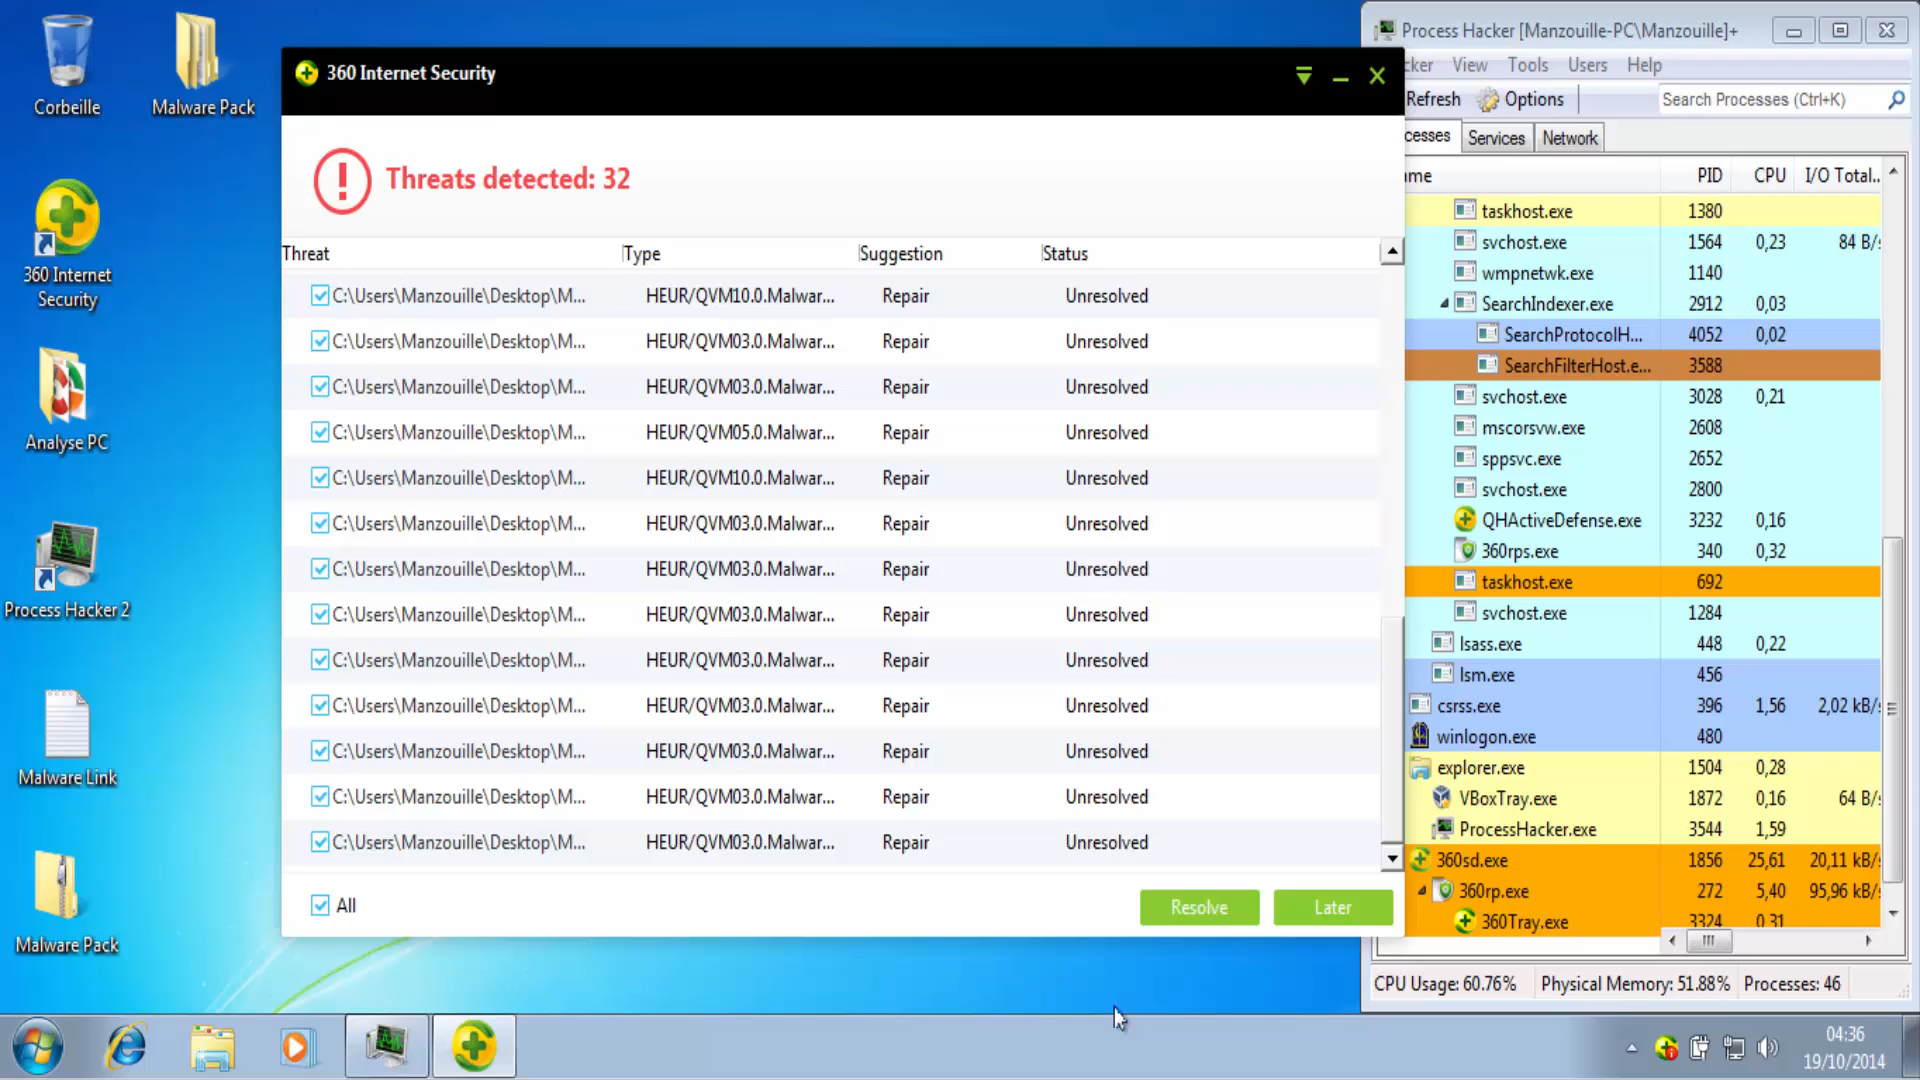 Corbeille
Malware Pack
360 Internet
Security
Analyse PC
Process Hacker 2
Malware Link
Malware Pack
360 Internet Security
Threats detected: 32
Threat Type Suggestion Status
C:\Users\Manzouille\Desktop\M... HEUR/QVM10.0.Malwar... Repair Unresolved
C:\Users\Manzouille\Desktop\M... HEUR/QVM03.0.Malwar... Repair Unresolved
C:\Users\Manzouille\Desktop\M... HEUR/QVM03.0.Malwar... Repair Unresolved
C:\Users\Manzouille\Desktop\M... HEUR/QVM05.0.Malwar... Repair Unresolved
C:\Users\Manzouille\Desktop\M... HEUR/QVM10.0.Malwar... Repair Unresolved
C:\Users\Manzouille\Desktop\M... HEUR/QVM03.0.Malwar... Repair Unresolved
C:\Users\Manzouille\Desktop\M... HEUR/QVM03.0.Malwar... Repair Unresolved
C:\Users\Manzouille\Desktop\M... HEUR/QVM03.0.Malwar... Repair Unresolved
C:\Users\Manzouille\Desktop\M... HEUR/QVM03.0.Malwar... Repair Unresolved
C:\Users\Manzouille\Desktop\M... HEUR/QVM03.0.Malwar... Repair Unresolved
C:\Users\Manzouille\Desktop\M... HEUR/QVM03.0.Malwar... Repair Unresolved
C:\Users\Manzouille\Desktop\M... HEUR/QVM03.0.Malwar... Repair Unresolved
C:\Users\Manzouille\Desktop\M... HEUR/QVM03.0.Malwar... Repair Unresolved
All Resolve Later
Process Hacker [Manzouille-PC\Manzouille]+
cker View Tools Users Help
Refresh Options Search Processes (Ctrl+K)
cesses Services Network
me PID CPU I/O Total...
taskhost.exe 1380
svchost.exe 1564 0,23 84 B/s
wmpnetwk.exe 1140
SearchIndexer.exe 2912 0,03
SearchProtocolH... 4052 0,02
SearchFilterHost.e... 3588
svchost.exe 3028 0,21
mscorsvw.exe 2608
sppsvc.exe 2652
svchost.exe 2800
QHActiveDefense.exe 3232 0,16
360rps.exe 340 0,32
taskhost.exe 692
svchost.exe 1284
lsass.exe 448 0,22
lsm.exe 456
csrss.exe 396 1,56 2,02 kB/s
winlogon.exe 480
explorer.exe 1504 0,28
VBoxTray.exe 1872 0,16 64 B/s
ProcessHacker.exe 3544 1,59
360sd.exe 1856 25,61 20,11 kB/s
360rp.exe 272 5,40 95,96 kB/s
360Tray.exe 3324 0,31
CPU Usage: 60.76% Physical Memory: 51.88% Processes: 46
04:36
19/10/2014